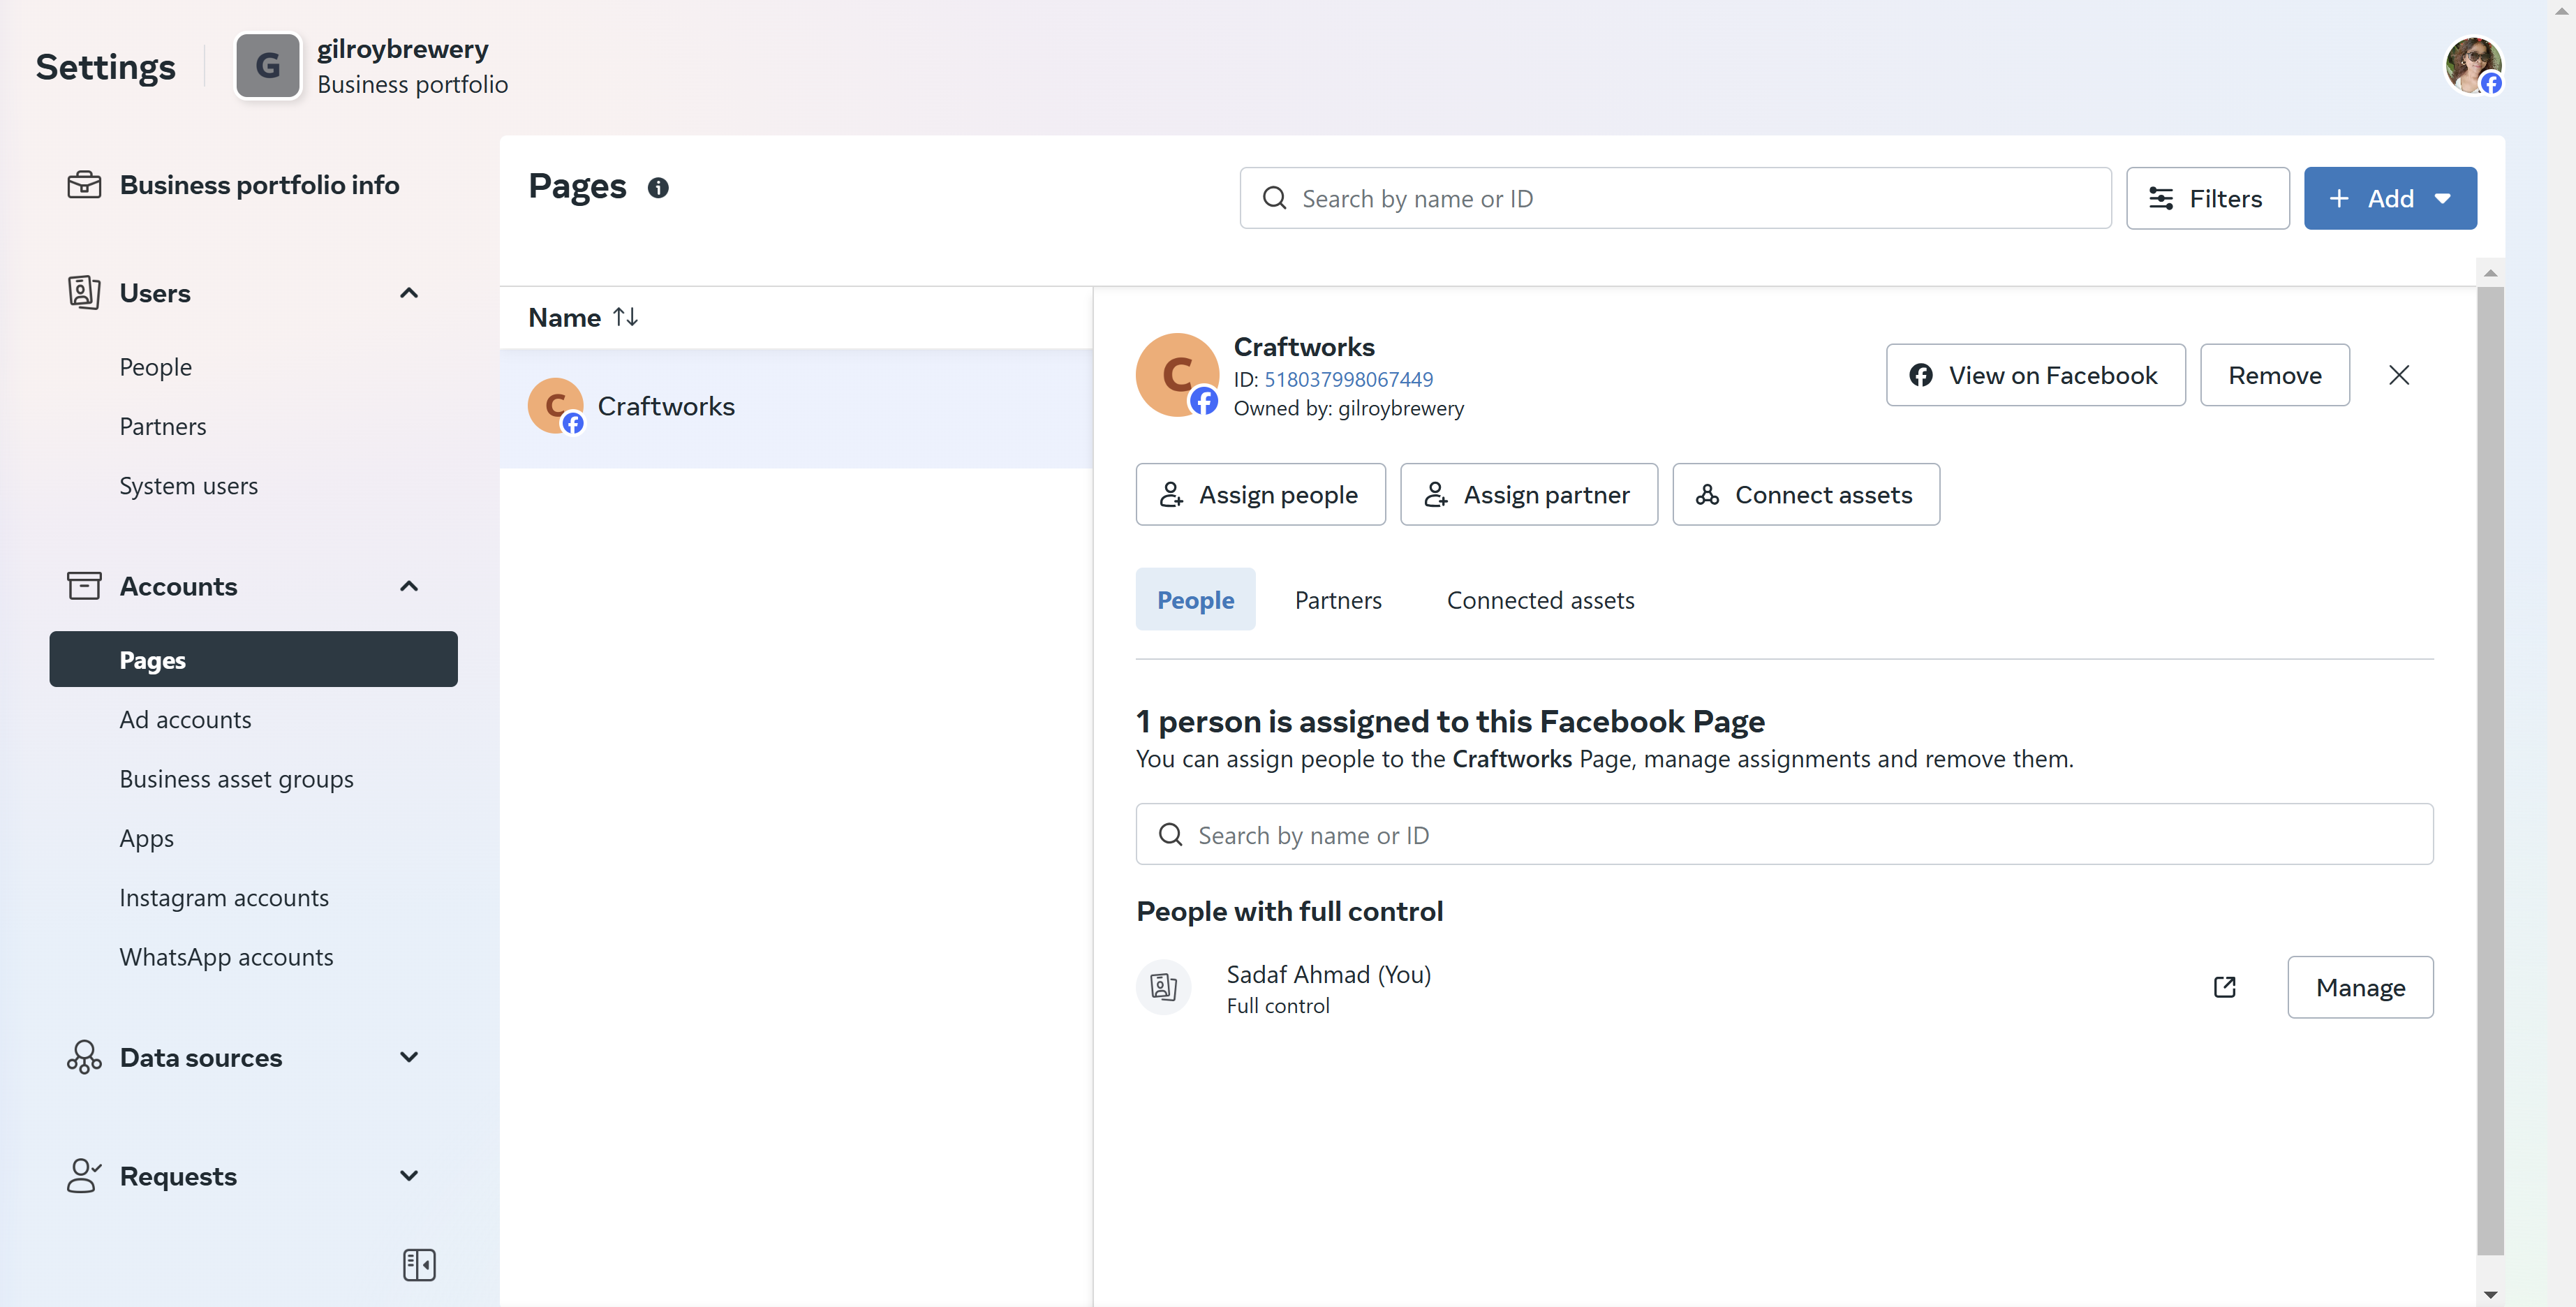 Settings
G
gilroybrewery
Business portfolio
Business portfolio info
Users
People
Partners
System users
Accounts
Pages
Ad accounts
Business asset groups
Apps
Instagram accounts
WhatsApp accounts
Data sources
Requests
Pages
Search by name or ID
Filters
Add
Name
C
Craftworks
C
Craftworks
ID: 518037998067449
Owned by: gilroybrewery
View on Facebook
Remove
Assign people
Assign partner
Connect assets
People
Partners
Connected assets
1 person is assigned to this Facebook Page
You can assign people to the Craftworks Page, manage assignments and remove them.
Search by name or ID
People with full control
Sadaf Ahmad (You)
Full control
Manage